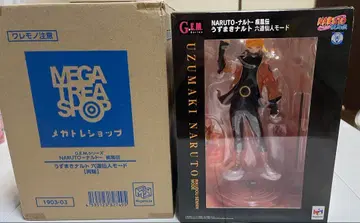 ワレモノ注意
MEGA
TREA
SHOP
メガトレショップ
G.E.M.シリーズ
NARUTO-ナルト- 疾風伝
うずまきナルト 六道仙人モード
【再販】
1903-03
G.E.M.
NARUTO-ナルト- 疾風伝
うずまきナルト 六道仙人モード
UZUMAKI NARUTO
MegaHouse